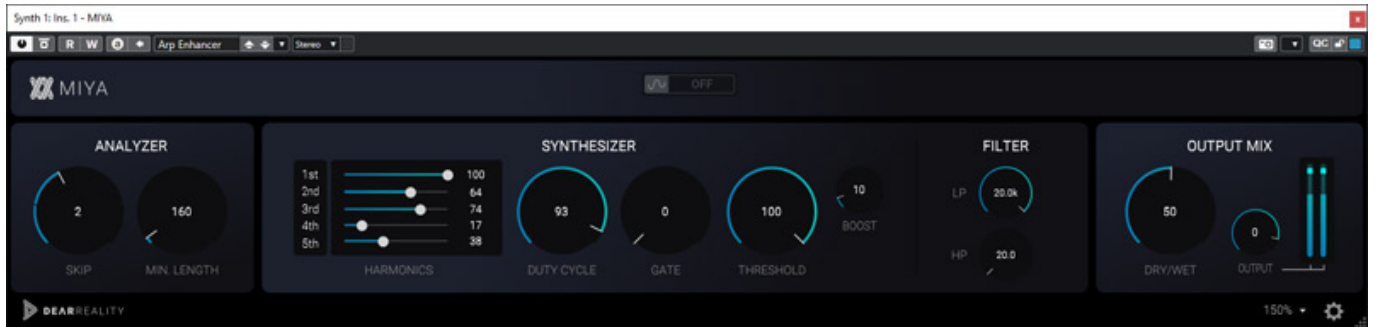 Synth 1: Ins. 1 - MIYA
R W Arp Enhancer Stereo QC
MIYA OFF
ANALYZER
2 160
SKIP MIN. LENGTH
SYNTHESIZER
1st 100
2nd 64
3rd 74
4th 17
5th 38
HARMONICS
93 0 100 10
DUTY CYCLE GATE THRESHOLD BOOST
FILTER
LP 20.0k
HP 20.0
OUTPUT MIX
50 0
DRY/WET OUTPUT
DEARREALITY 150%